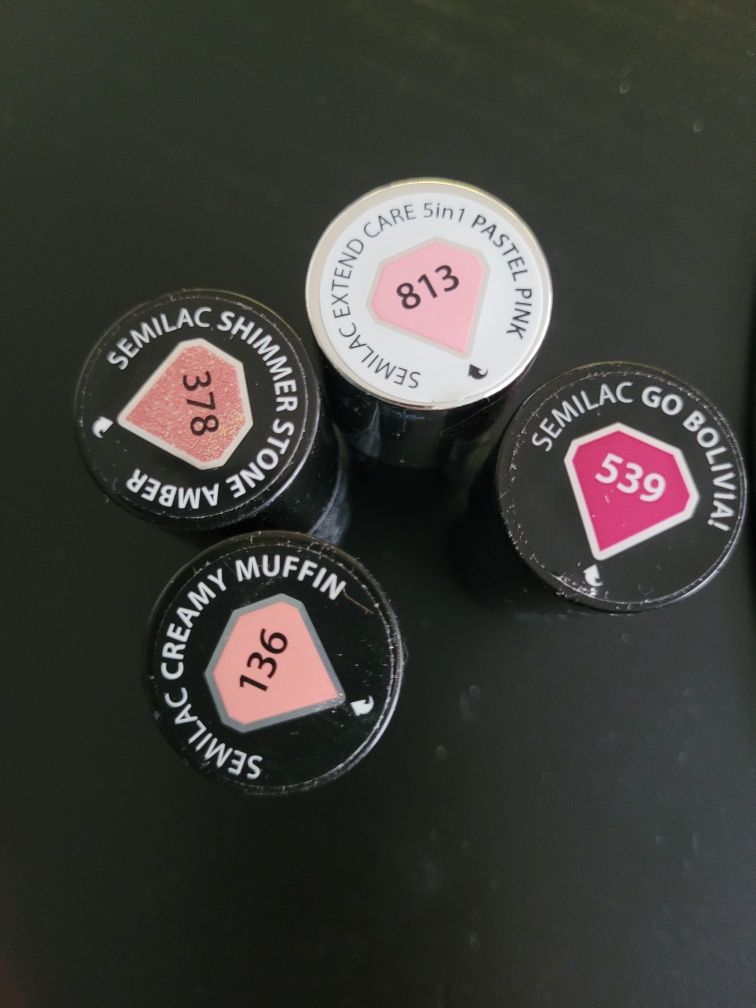 SEMILAC EXTEND CARE 5in1 PASTEL PINK
813
SEMILAC SHIMMER STONE AMBER
378
SEMILAC GO BOLIVIA!
539
SEMILAC CREAMY MUFFIN
136